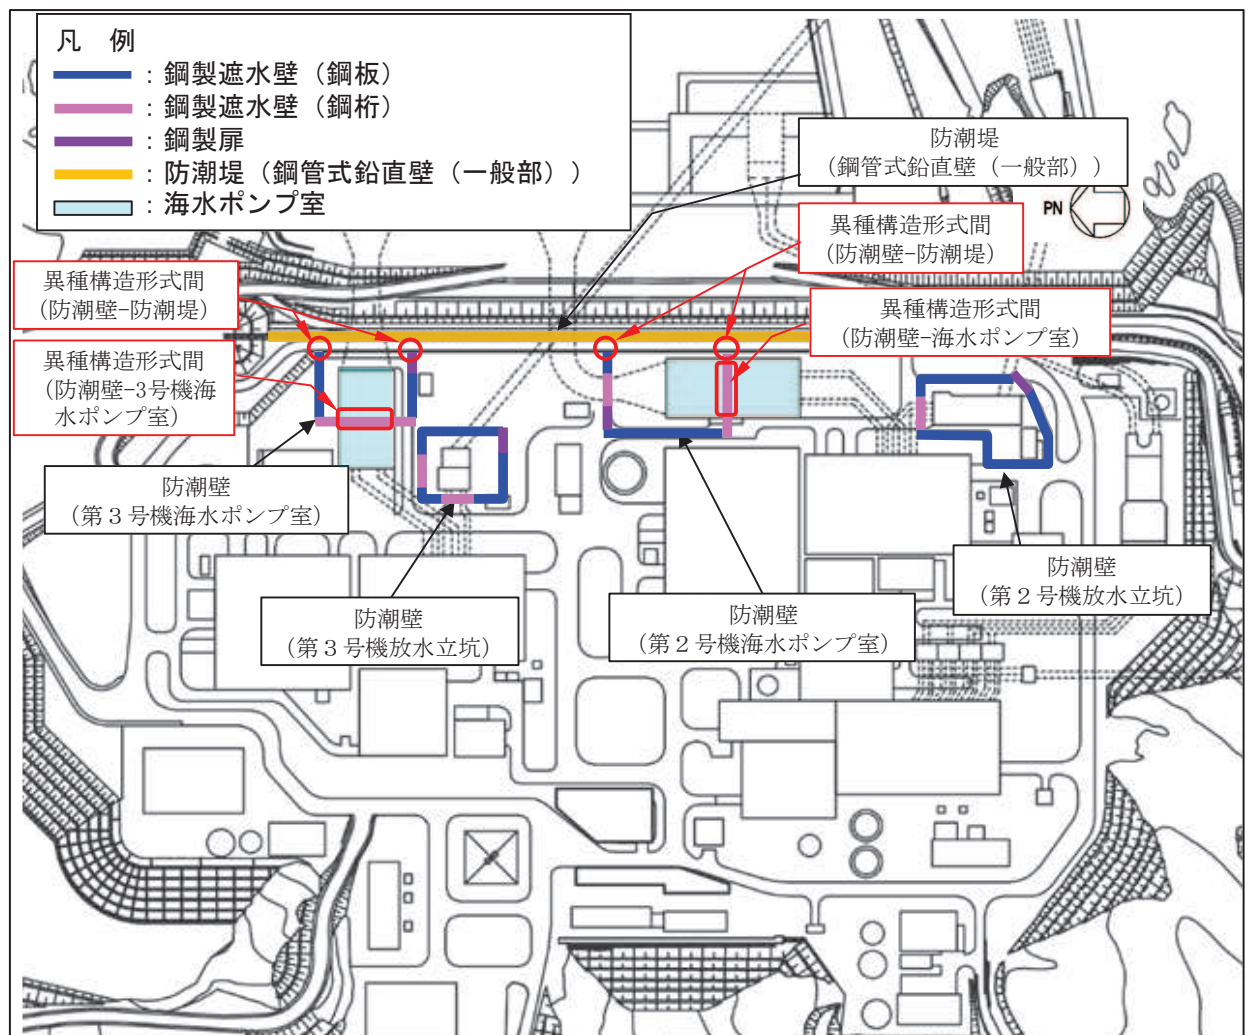 凡　例
：鋼製遮水壁（鋼板）
：鋼製遮水壁（鋼桁）
：鋼製扉
：防潮堤（鋼管式鉛直壁（一般部））
：海水ポンプ室
防潮堤
（鋼管式鉛直壁（一般部））
PN
異種構造形式間
（防潮壁−防潮堤）
異種構造形式間
（防潮壁−防潮堤）
異種構造形式間
（防潮壁−海水ポンプ室）
異種構造形式間
（防潮壁−3号機海
水ポンプ室）
防潮壁
（第３号機海水ポンプ室）
防潮壁
（第３号機放水立坑）
防潮壁
（第２号機海水ポンプ室）
防潮壁
（第２号機放水立坑）